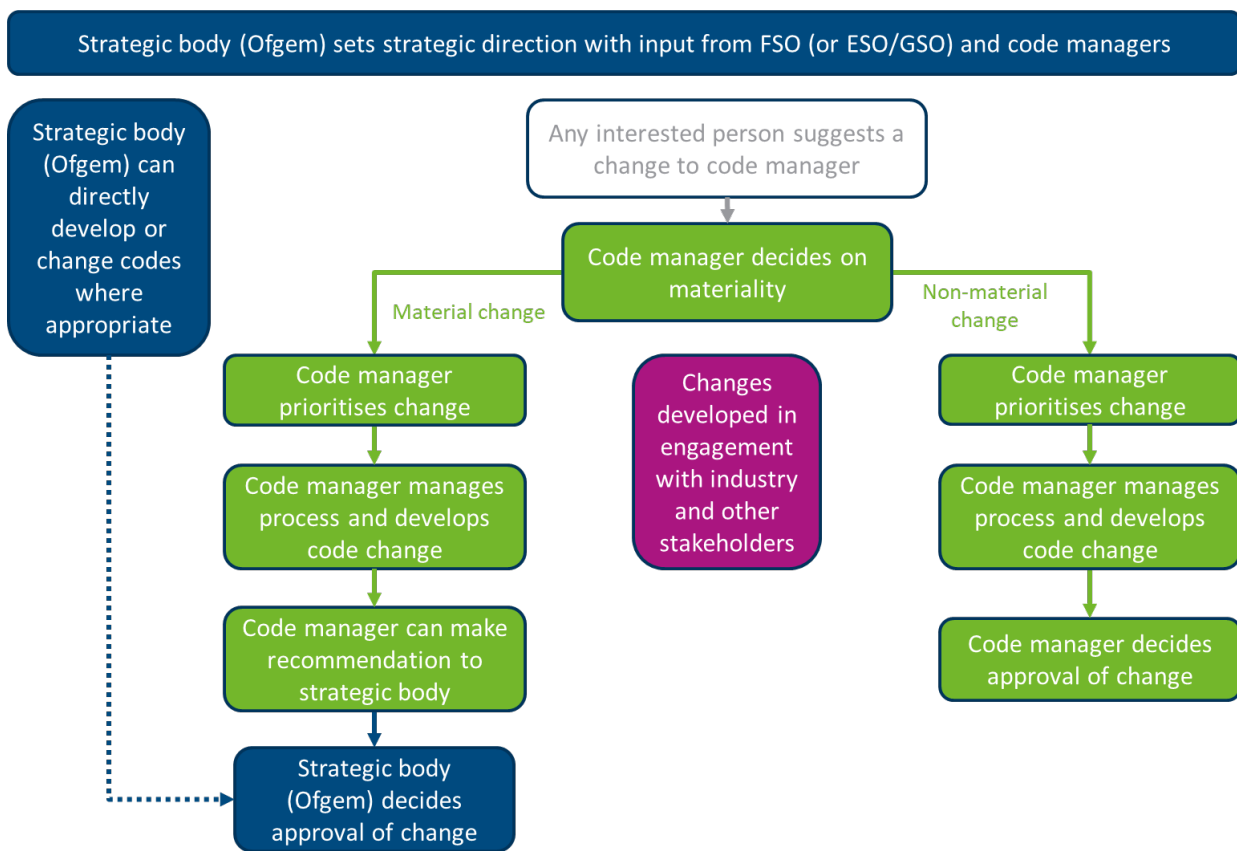 Strategic body (Ofgem) sets strategic direction with input from FSO (or ESO/GSO) and code managers
Strategic body
(Ofgem) can
directly
develop or
change codes
where
appropriate
Any interested person suggests a
change to code manager
Code manager decides on
materiality
Material change
Non-material
change
Code manager
prioritises change
Changes
developed in
engagement
with industry
and other
stakeholders
Code manager
prioritises change
Code manager manages
process and develops
code change
Code manager manages
process and develops
code change
Code manager can make
recommendation to
strategic body
Code manager decides
approval of change
Strategic body
(Ofgem) decides
approval of change